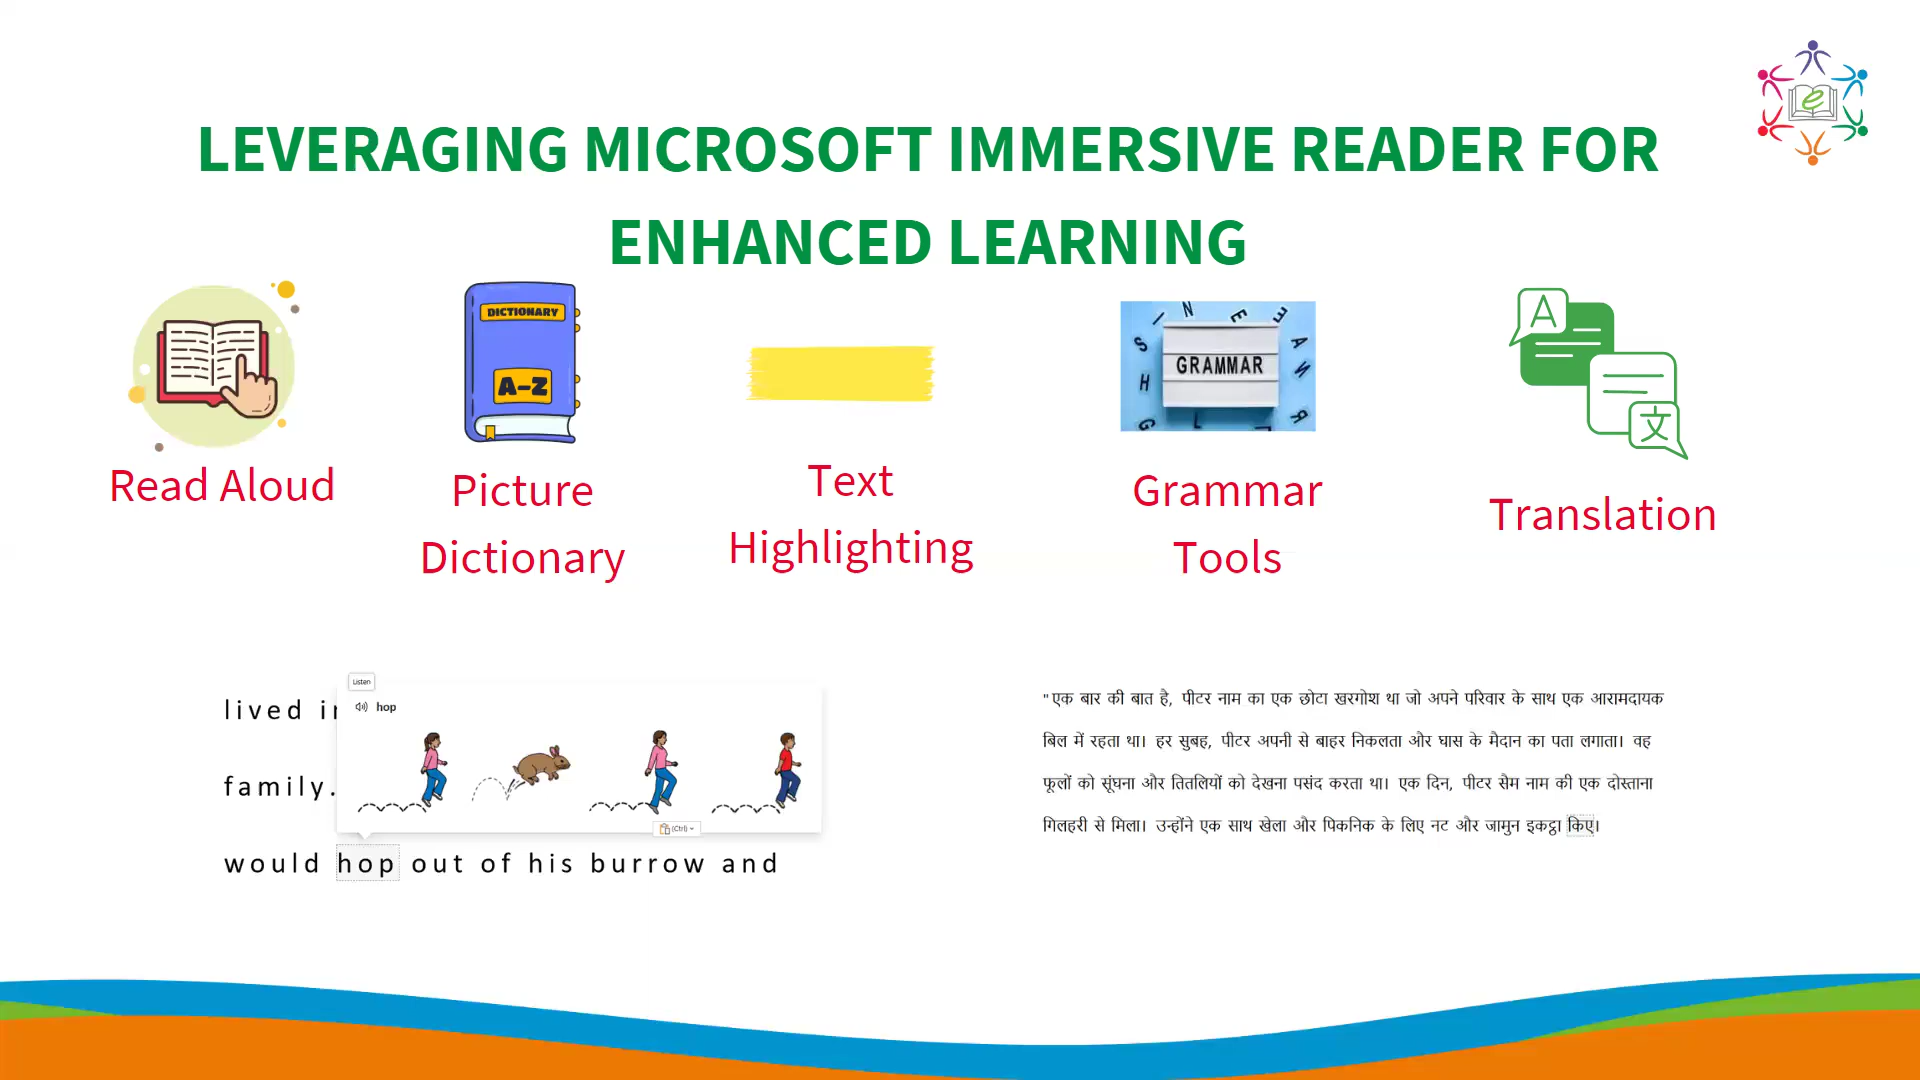 LEVERAGING MICROSOFT IMMERSIVE READER FOR
ENHANCED LEARNING
DICTIONARY
A-Z
GRAMMAR
A
文
Read Aloud
Picture
Dictionary
Text
Highlighting
Grammar
Tools
Translation
Listen
hop
lived in
family.
(Ctrl)
would hop out of his burrow and
"एक बार की बात है, पीटर नाम का एक छोटा खरगोश था जो अपने परिवार के साथ एक आरामदायक
बिल में रहता था। हर सुबह, पीटर अपनी से बाहर निकलता और घास के मैदान का पता लगाता। वह
फूलों को सूंघना और तितलियों को देखना पसंद करता था। एक दिन, पीटर सैम नाम की एक दोस्ताना
गिलहरी से मिला। उन्होंने एक साथ खेला और पिकनिक के लिए नट और जामुन इकट्ठा किए।